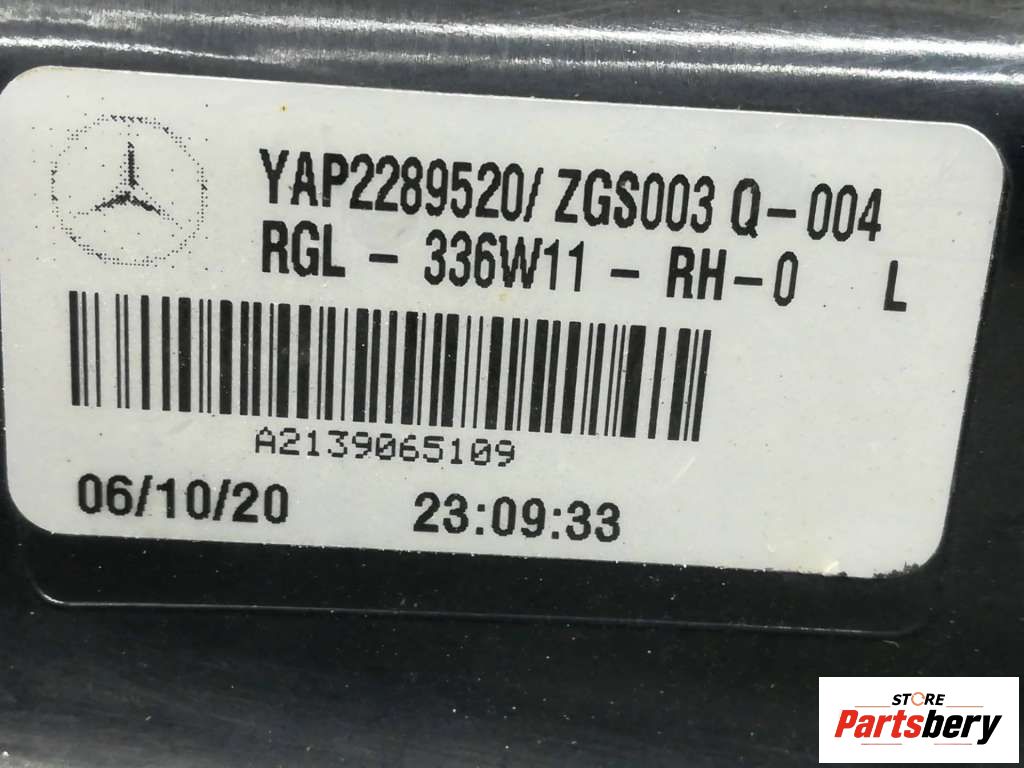 YAP2289520/ ZGS003 Q-004
RGL - 336W11 - RH-0 L
A2139065109
06/10/20 23:09:33
STORE
Partsbery